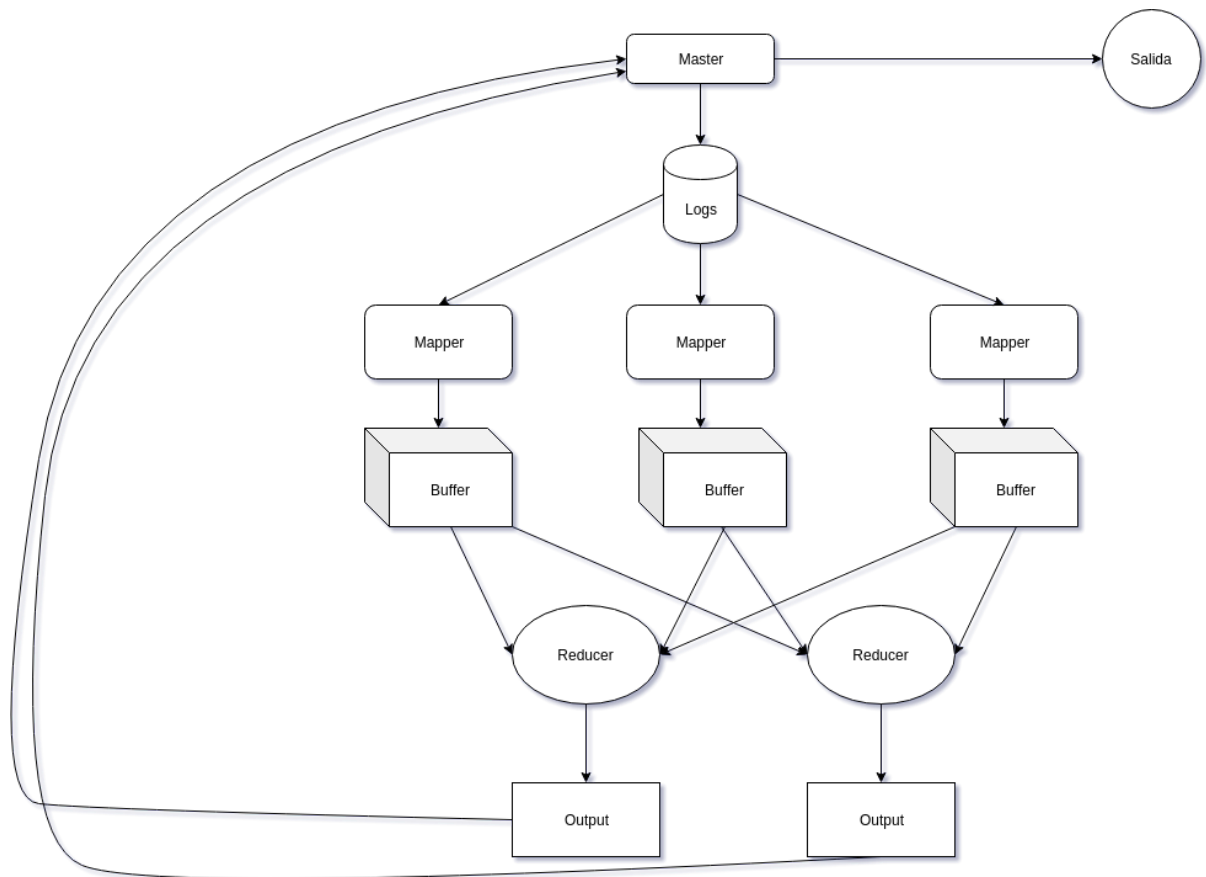 Master
Salida
Logs
Mapper
Mapper
Mapper
Buffer
Buffer
Buffer
Reducer
Reducer
Output
Output